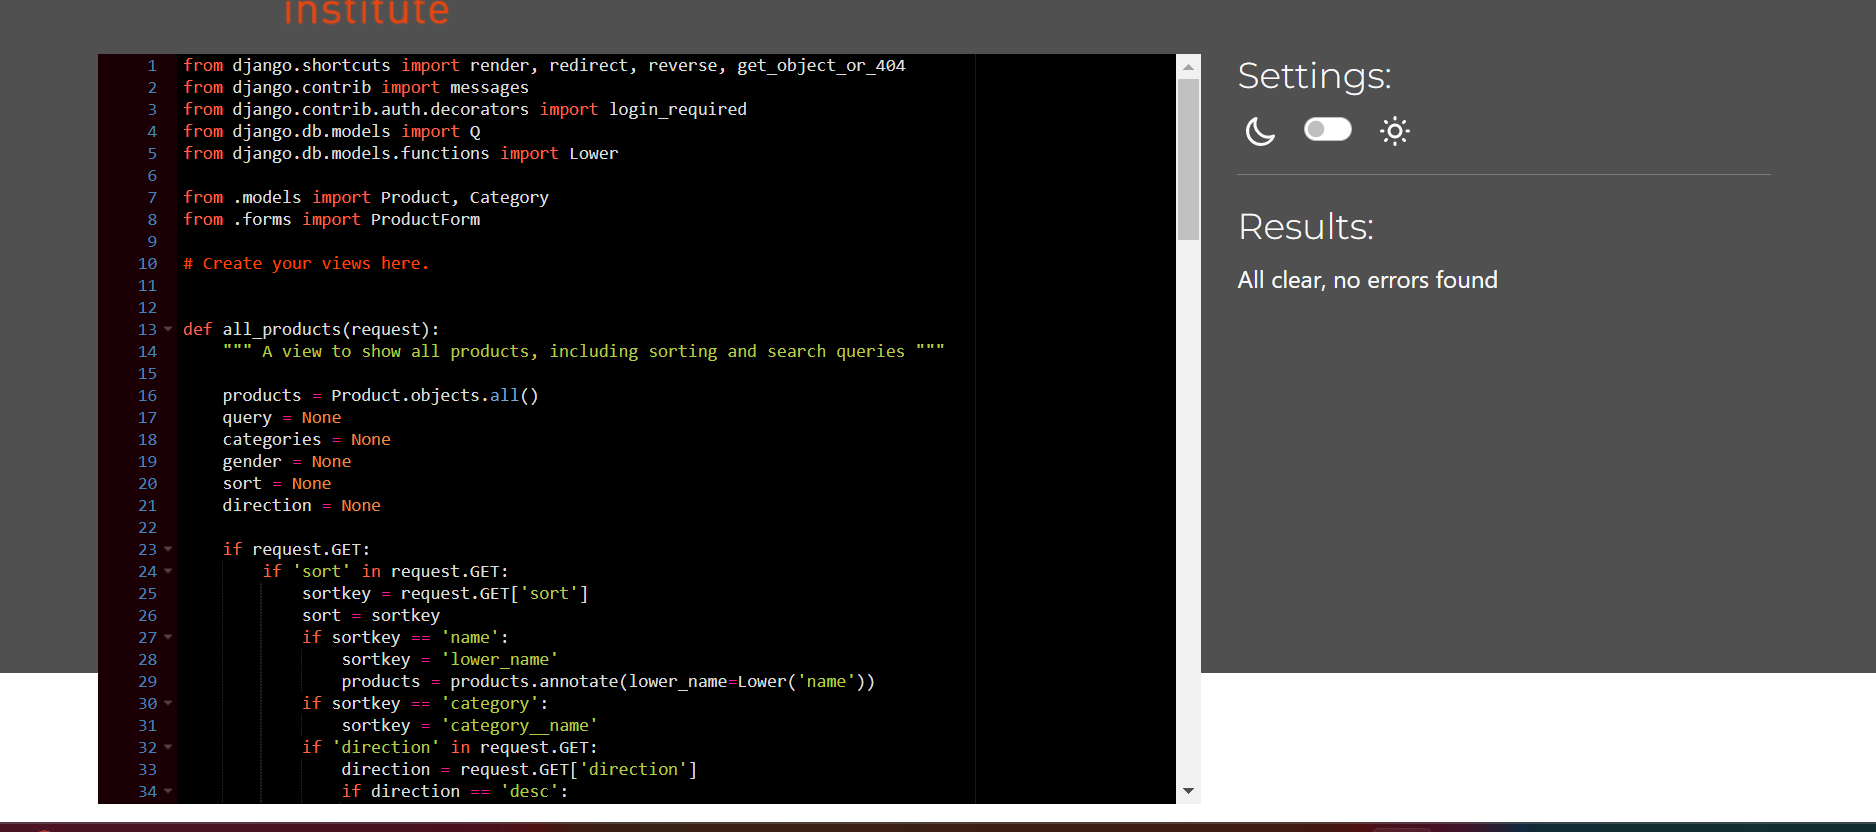 institute
1 from django.shortcuts import render, redirect, reverse, get_object_or_404
2 from django.contrib import messages
3 from django.contrib.auth.decorators import login_required
4 from django.db.models import Q
5 from django.db.models.functions import Lower
6
7 from .models import Product, Category
8 from .forms import ProductForm
9
10 # Create your views here.
11
12
13 def all_products(request):
14     """ A view to show all products, including sorting and search queries """
15
16     products = Product.objects.all()
17     query = None
18     categories = None
19     gender = None
20     sort = None
21     direction = None
22
23     if request.GET:
24         if 'sort' in request.GET:
25             sortkey = request.GET['sort']
26             sort = sortkey
27             if sortkey == 'name':
28                 sortkey = 'lower_name'
29                 products = products.annotate(lower_name=Lower('name'))
30             if sortkey == 'category':
31                 sortkey = 'category__name'
32             if 'direction' in request.GET:
33                 direction = request.GET['direction']
34                 if direction == 'desc':
Settings:
Results:
All clear, no errors found